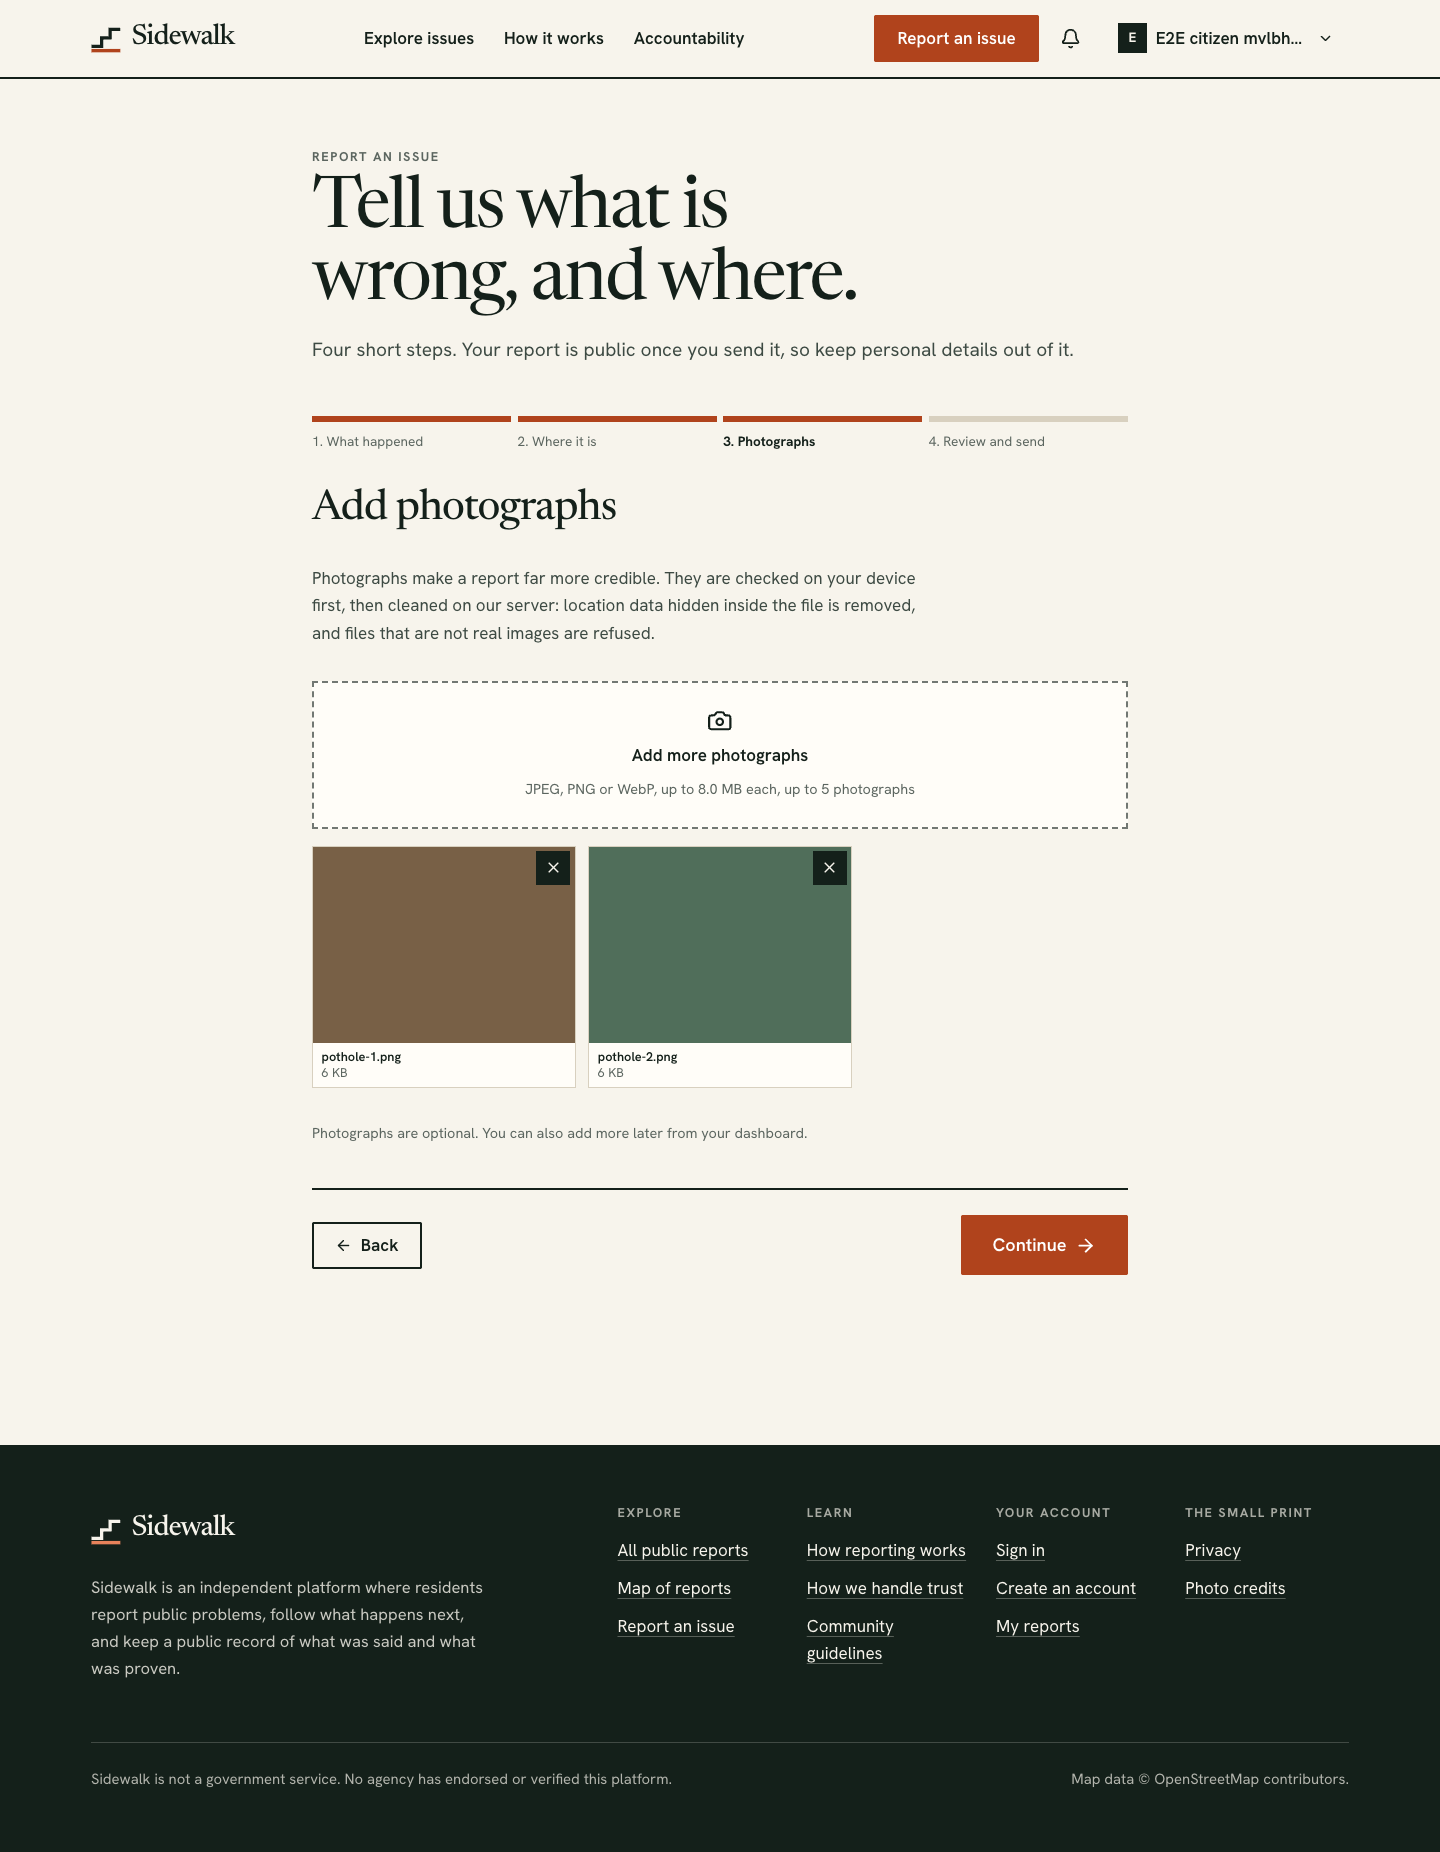 Sidewalk
Explore issues
How it works
Accountability
Report an issue
E
E2E citizen mvlbh...
REPORT AN ISSUE
Tell us what is
wrong, and where.
Four short steps. Your report is public once you send it, so keep personal details out of it.
1. What happened
2. Where it is
3. Photographs
4. Review and send
Add photographs
Photographs make a report far more credible. They are checked on your device
first, then cleaned on our server: location data hidden inside the file is removed,
and files that are not real images are refused.
Add more photographs
JPEG, PNG or WebP, up to 8.0 MB each, up to 5 photographs
pothole-1.png
6 KB
pothole-2.png
6 KB
Photographs are optional. You can also add more later from your dashboard.
Back
Continue
Sidewalk
Sidewalk is an independent platform where residents
report public problems, follow what happens next,
and keep a public record of what was said and what
was proven.
EXPLORE
All public reports
Map of reports
Report an issue
LEARN
How reporting works
How we handle trust
Community
guidelines
YOUR ACCOUNT
Sign in
Create an account
My reports
THE SMALL PRINT
Privacy
Photo credits
Sidewalk is not a government service. No agency has endorsed or verified this platform.
Map data © OpenStreetMap contributors.